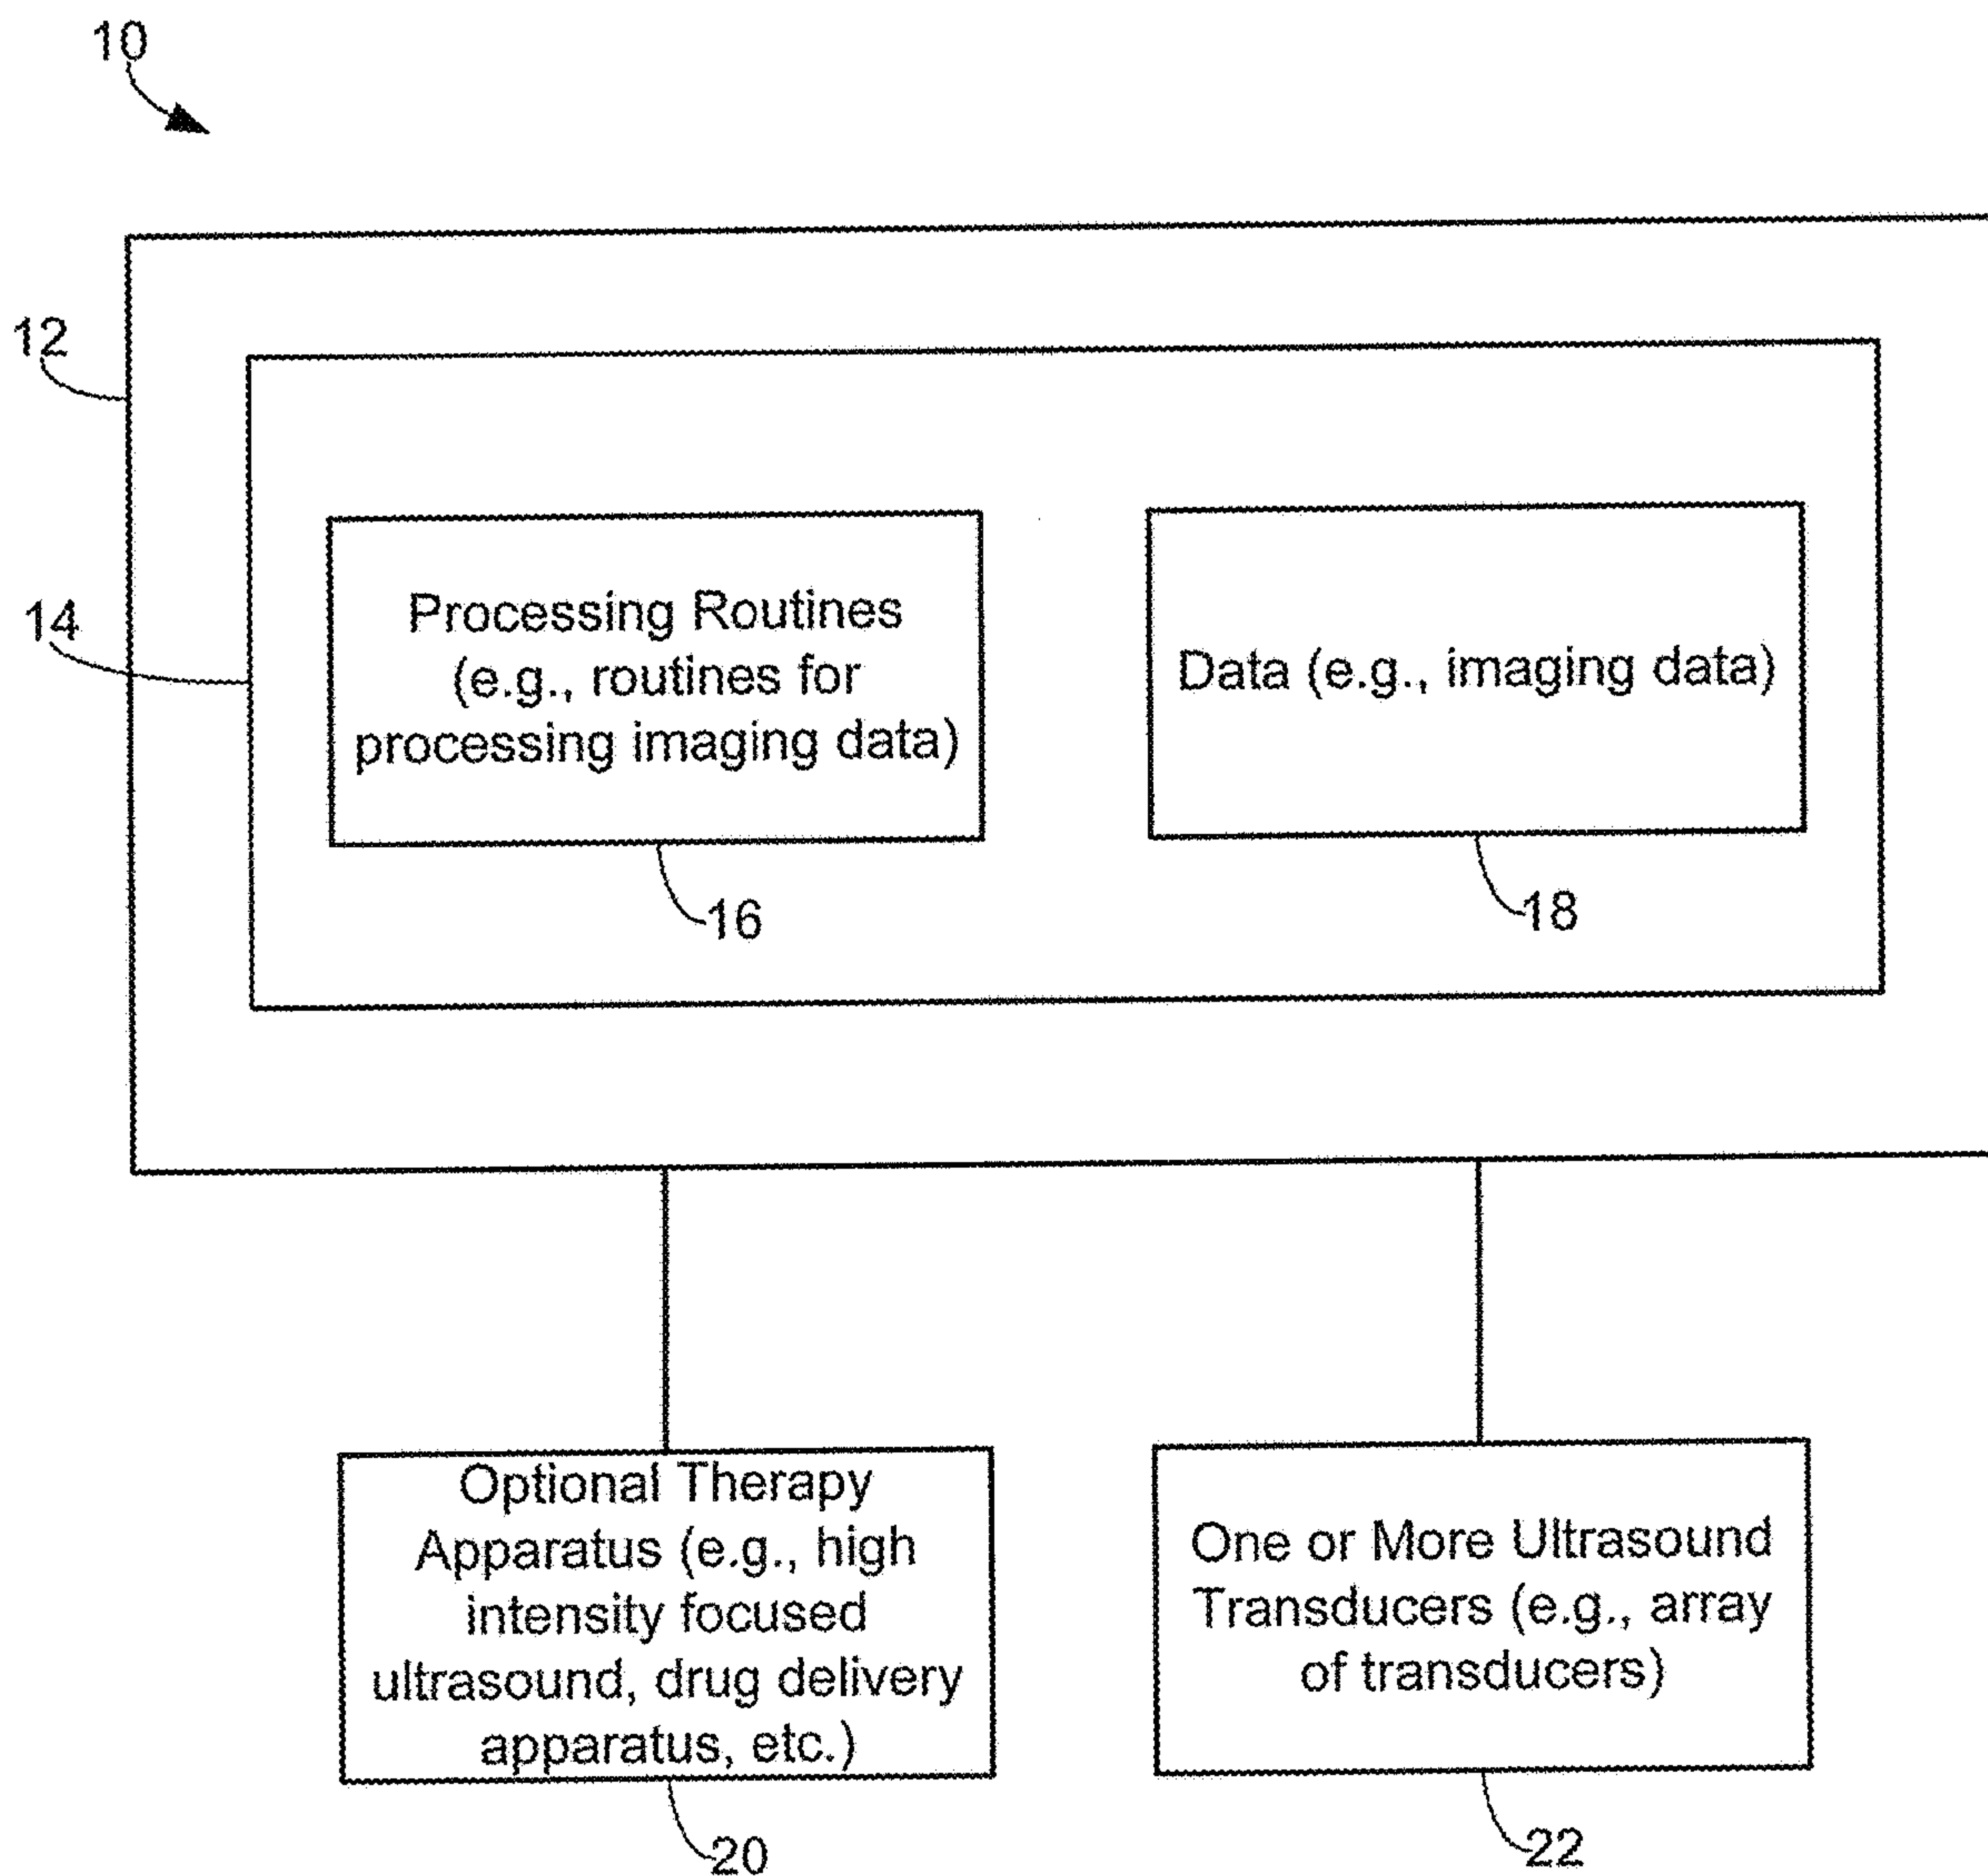 10
12
14
Processing Routines
(e.g., routines for
processing imaging data)
Data (e.g., imaging data)
16
18
Optional Therapy
Apparatus (e.g., high
intensity focused
ultrasound, drug delivery
apparatus, etc.)
One or More Ultrasound
Transducers (e.g., array
of transducers)
20
22